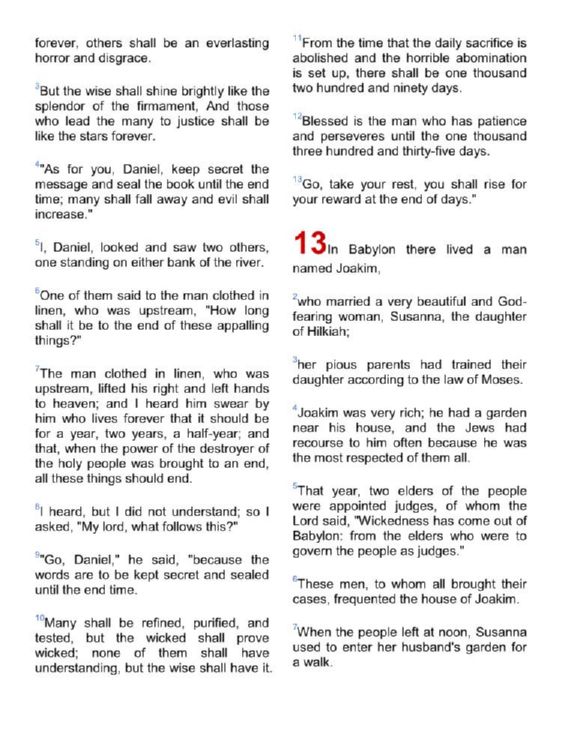 forever, others shall be an everlasting
horror and disgrace.
3But the wise shall shine brightly like the
splendor of the firmament, And those
who lead the many to justice shall be
like the stars forever.
4"As for you, Daniel, keep secret the
message and seal the book until the end
time; many shall fall away and evil shall
increase."
5I, Daniel, looked and saw two others,
one standing on either bank of the river.
6One of them said to the man clothed in
linen, who was upstream, "How long
shall it be to the end of these appalling
things?"
7The man clothed in linen, who was
upstream, lifted his right and left hands
to heaven; and I heard him swear by
him who lives forever that it should be
for a year, two years, a half-year; and
that, when the power of the destroyer of
the holy people was brought to an end,
all these things should end.
8I heard, but I did not understand; so I
asked, "My lord, what follows this?"
9"Go, Daniel," he said, "because the
words are to be kept secret and sealed
until the end time.
10Many shall be refined, purified, and
tested, but the wicked shall prove
wicked; none of them shall have
understanding, but the wise shall have it.
11From the time that the daily sacrifice is
abolished and the horrible abomination
is set up, there shall be one thousand
two hundred and ninety days.
12Blessed is the man who has patience
and perseveres until the one thousand
three hundred and thirty-five days.
13Go, take your rest, you shall rise for
your reward at the end of days."
13In Babylon there lived a man
named Joakim,
2who married a very beautiful and God-
fearing woman, Susanna, the daughter
of Hilkiah;
3her pious parents had trained their
daughter according to the law of Moses.
4Joakim was very rich; he had a garden
near his house, and the Jews had
recourse to him often because he was
the most respected of them all.
5That year, two elders of the people
were appointed judges, of whom the
Lord said, "Wickedness has come out of
Babylon: from the elders who were to
govern the people as judges."
6These men, to whom all brought their
cases, frequented the house of Joakim.
7When the people left at noon, Susanna
used to enter her husband's garden for
a walk.